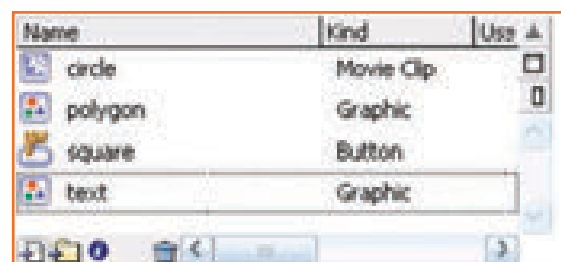 Name Kind Use
circle Movie Clip
polygon Graphic
square Button
text Graphic